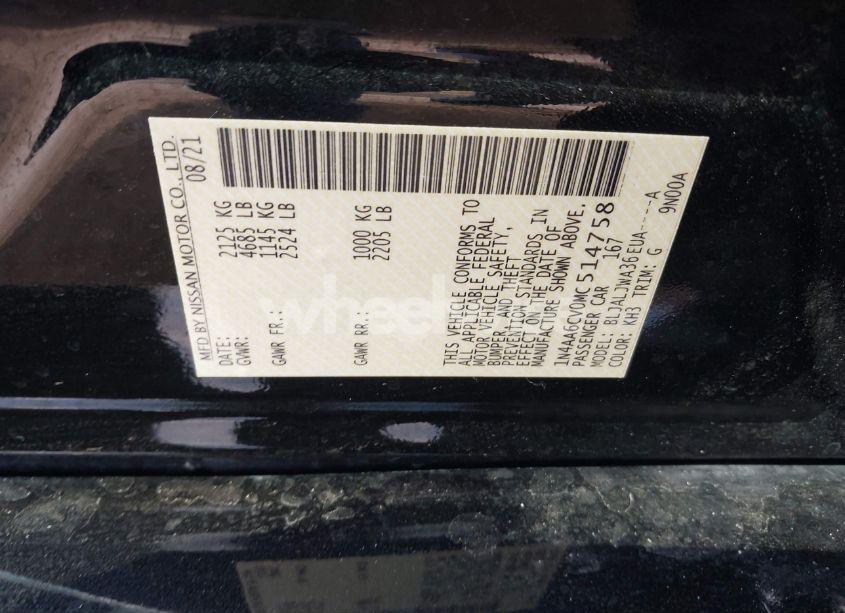 MFD BY NISSAN MOTOR CO., LTD.
DATE: 08/21
GVWR: 2125 KG
4685 LB
GAWR FR.: 1145 KG
2524 LB
GAWR RR.: 1000 KG
2205 LB
THIS VEHICLE CONFORMS TO
ALL APPLICABLE FEDERAL
MOTOR VEHICLE SAFETY,
BUMPER, AND THEFT
PREVENTION STANDARDS IN
EFFECT ON THE DATE OF
MANUFACTURE SHOWN ABOVE.
1N4AA6CV0MC514758
PASSENGER CAR 167
MODEL: BLJALJWA36EUA----A
COLOR: KH3 TRIM: G 9N00A